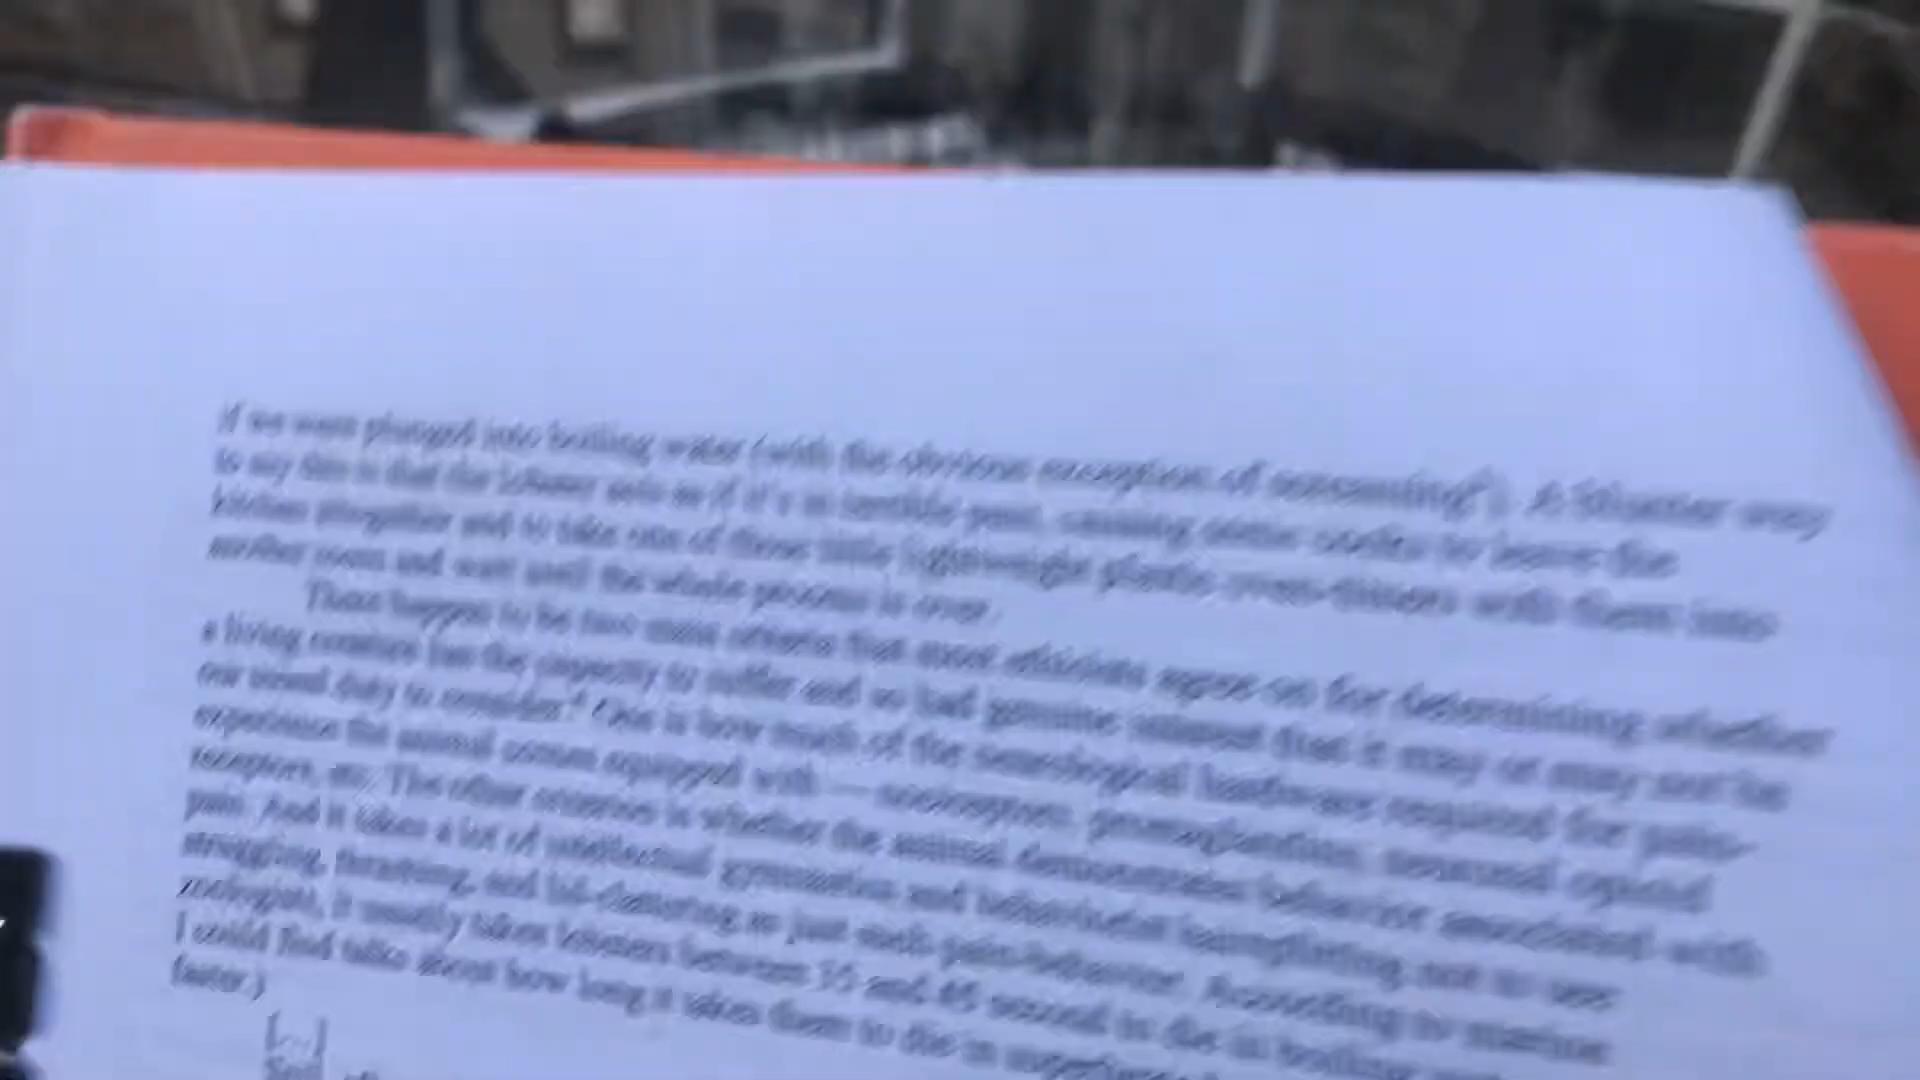 if we were plunged into boiling water (with the obvious exception of screaming). A blunter way
to say this is that the lobster acts as if it's in terrible pain, causing some cooks to leave the
kitchen altogether and to take one of those little lightweight plastic oven-timers with them into
another room and wait until the whole process is over.
There happen to be two main criteria that most ethicists agree on for determining whether
a living creature has the capacity to suffer and so has genuine interests that it may or may not be
our moral duty to consider. One is how much of the neurological hardware required for pain-
experience the animal comes equipped with — nociceptors, prostaglandins, neuronal opioid
receptors, etc. The other criterion is whether the animal demonstrates behavior associated with
pain. And it takes a lot of intellectual gymnastics and behaviorist hairsplitting not to see
struggling, thrashing, and lid-clattering as just such pain-behavior. According to marine
zoologists, it usually takes lobsters between 35 and 45 seconds to die in boiling
I could find talks about how long it takes them to die in
faster.)
[...]